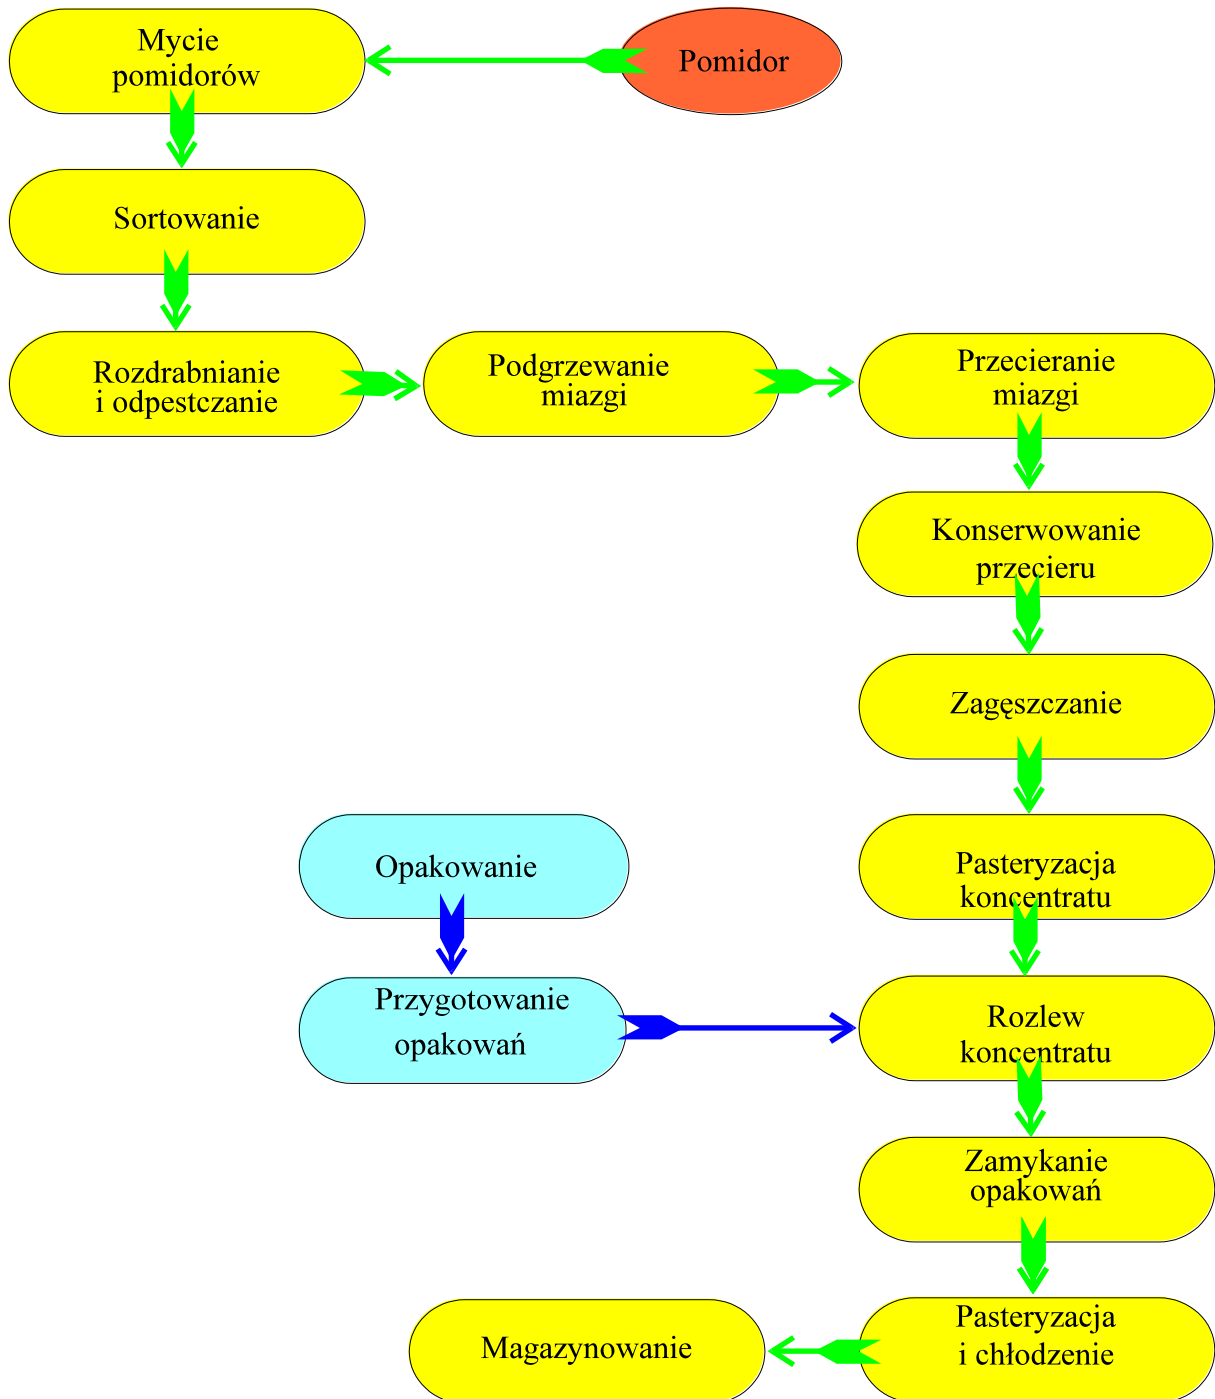 Pomidor
Mycie
pomidorów
Sortowanie
Rozdrabnianie
i odpestczanie
Podgrzewanie
miazgi
Przecieranie
miazgi
Konserwowanie
przecieru
Zagęszczanie
Pasteryzacja
koncentratu
Opakowanie
Przygotowanie
opakowań
Rozlew
koncentratu
Zamykanie
opakowań
Pasteryzacja
i chłodzenie
Magazynowanie